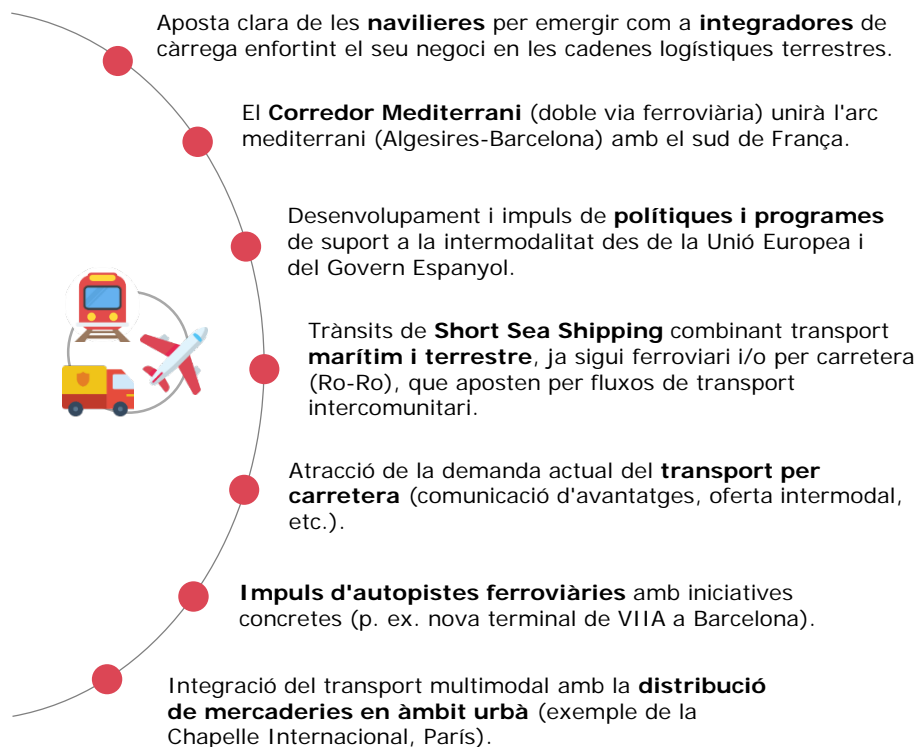 Aposta clara de les navilieres per emergir com a integradores de
càrrega enfortint el seu negoci en les cadenes logístiques terrestres.
El Corredor Mediterrani (doble via ferroviària) unirà l'arc
mediterrani (Algesires-Barcelona) amb el sud de França.
Desenvolupament i impuls de polítiques i programes
de suport a la intermodalitat des de la Unió Europea i
del Govern Espanyol.
Trànsits de Short Sea Shipping combinant transport
marítim i terrestre, ja sigui ferroviari i/o per carretera
(Ro-Ro), que aposten per fluxos de transport
intercomunitari.
Atracció de la demanda actual del transport per
carretera (comunicació d'avantatges, oferta intermodal,
etc.).
Impuls d'autopistes ferroviàries amb iniciatives
concretes (p. ex. nova terminal de VIIA a Barcelona).
Integració del transport multimodal amb la distribució
de mercaderies en àmbit urbà (exemple de la
Chapelle Internacional, París).